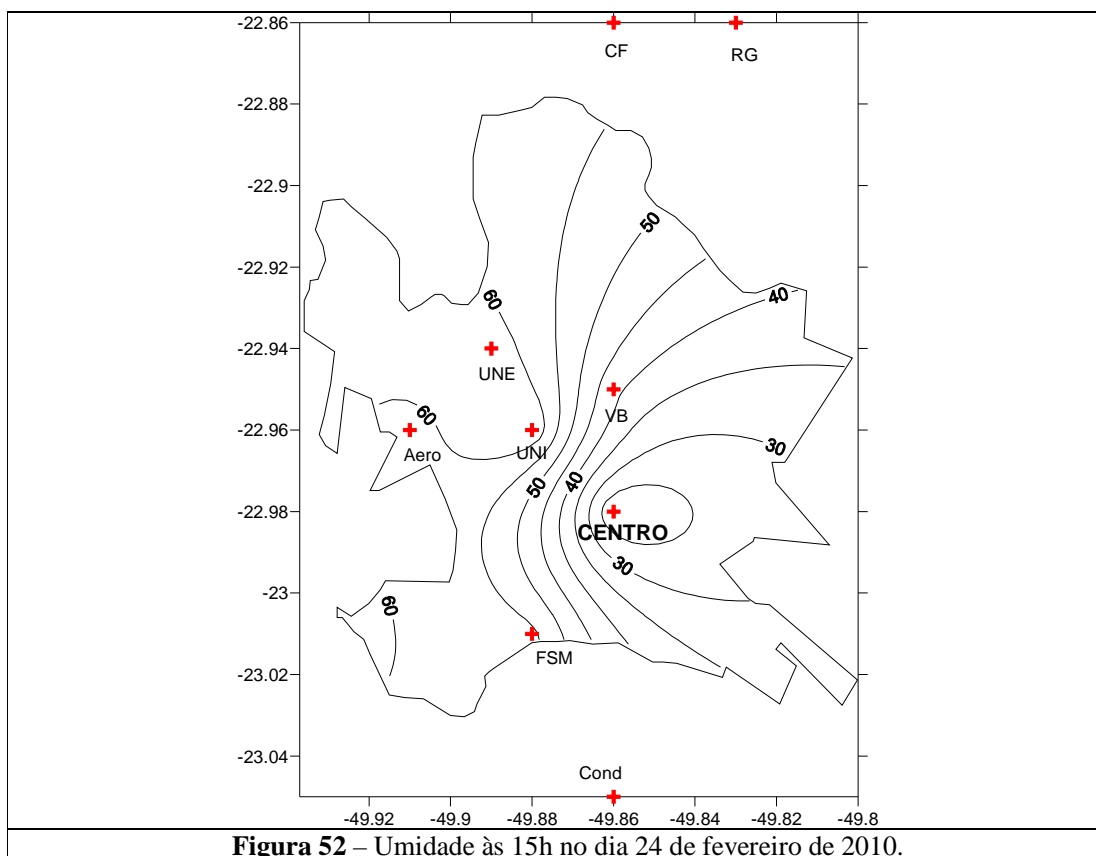 -22.86
CF
RG
-22.88
-22.9
50
-22.92
60
40
-22.94
UNE
VB
60
30
-22.96
Aero
UNI
50
40
-22.98
CENTRO
30
-23
60
FSM
-23.02
Cond
-23.04
-49.92 -49.9 -49.88 -49.86 -49.84 -49.82 -49.8
Figura 52 – Umidade às 15h no dia 24 de fevereiro de 2010.